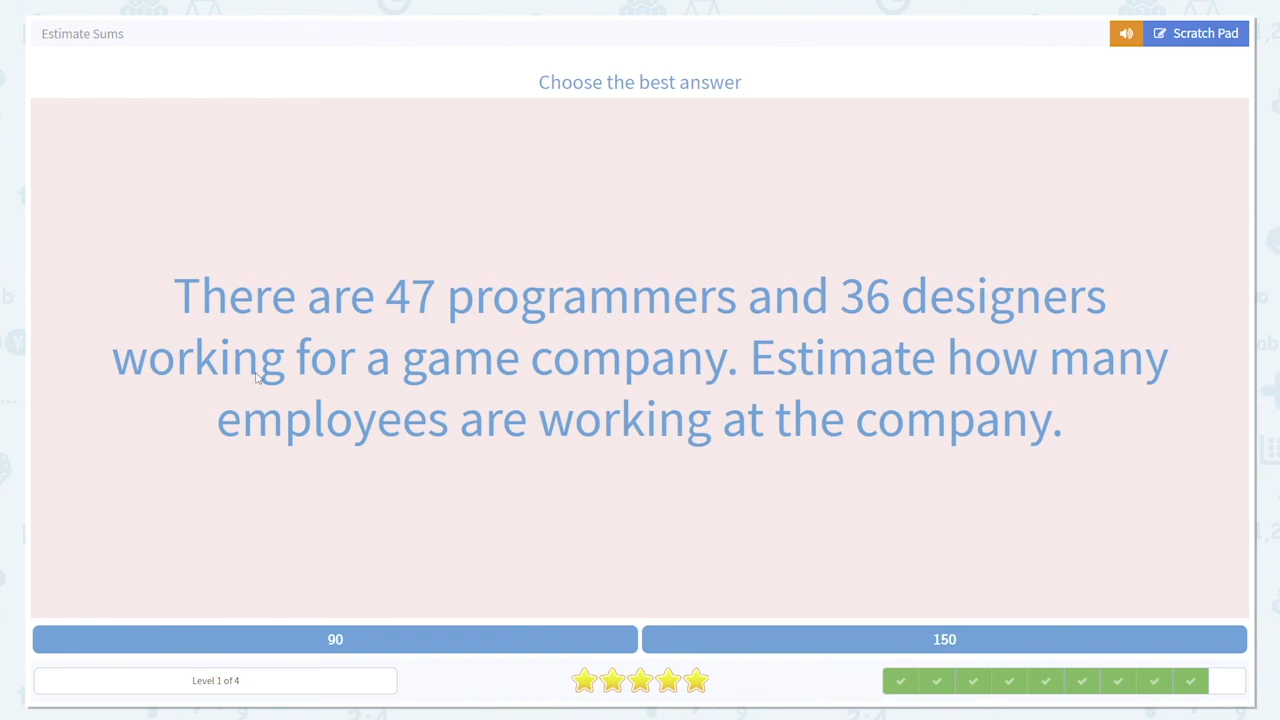 Estimate Sums
Scratch Pad
Choose the best answer
There are 47 programmers and 36 designers
working for a game company. Estimate how many
employees are working at the company.
90
150
Level 1 of 4